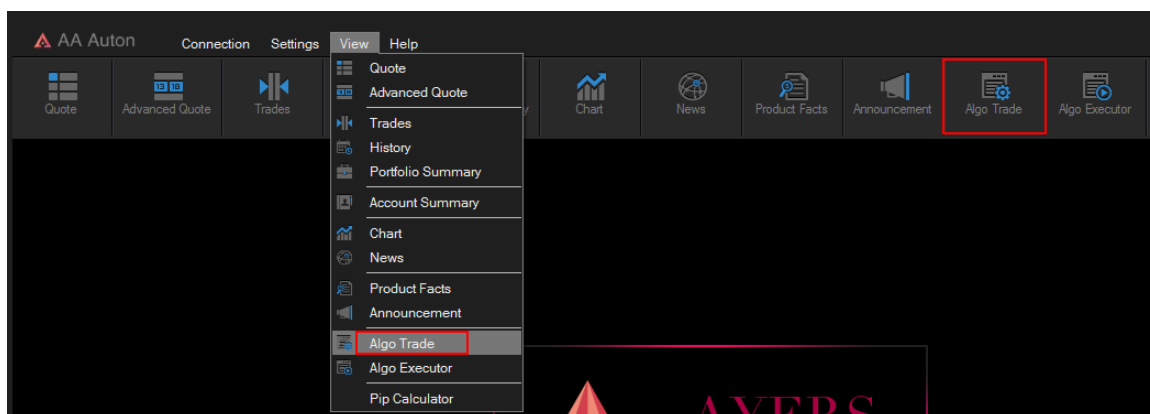 AA Auton Connection Settings View Help
Quote Advanced Quote Trades Chart News Product Facts Announcement Algo Trade Algo Executor
Quote
Advanced Quote
Trades
History
Portfolio Summary
Account Summary
Chart
News
Product Facts
Announcement
Algo Trade
Algo Executor
Pip Calculator
AYERS